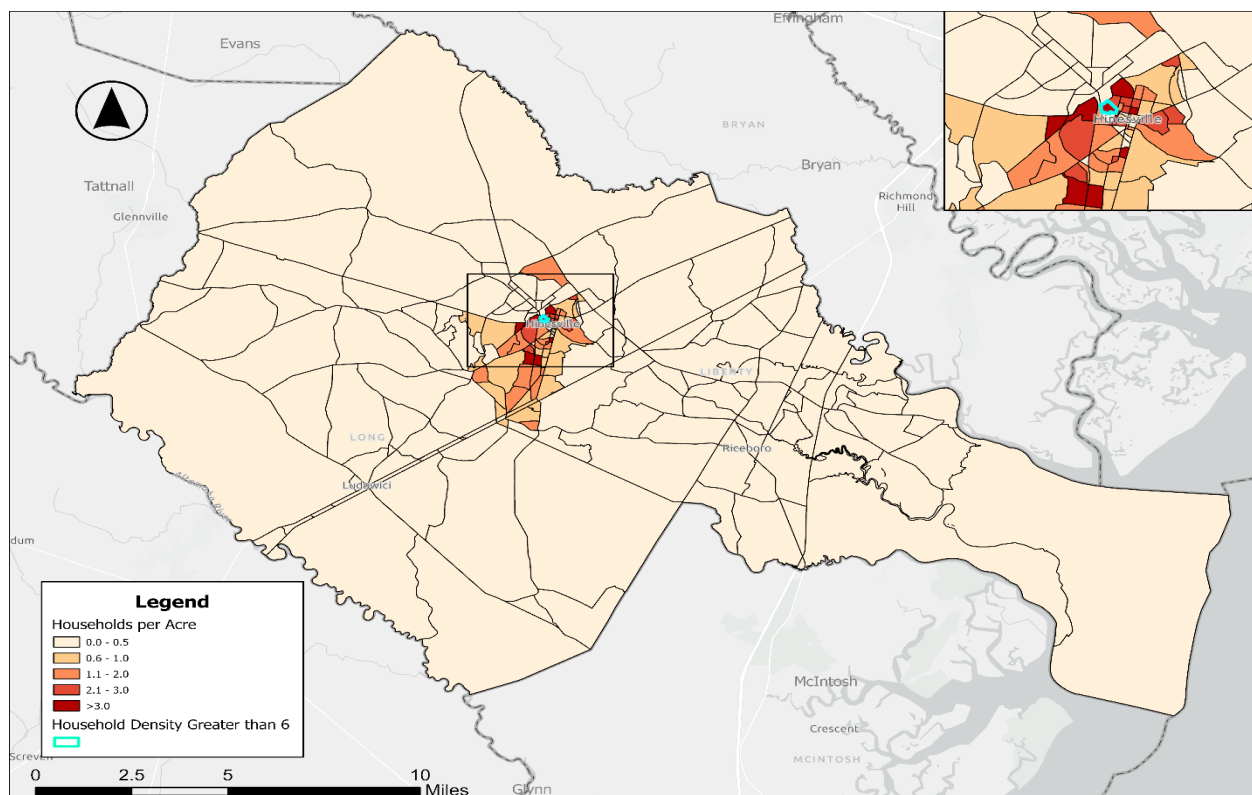 Effingham
Evans
BRYAN
Bryan
Tattnall
Glennville
Richmond
Hill
Hinesville
Hinesville
LIBERTY
LONG
Riceboro
Ludowici
Altamaha River
dum
McIntosh
Crescent
MCINTOSH
Screven
Glynn
Legend
Households per Acre
0.0 - 0.5
0.6 - 1.0
1.1 - 2.0
2.1 - 3.0
>3.0
Household Density Greater than 6
0 2.5 5 10
Miles